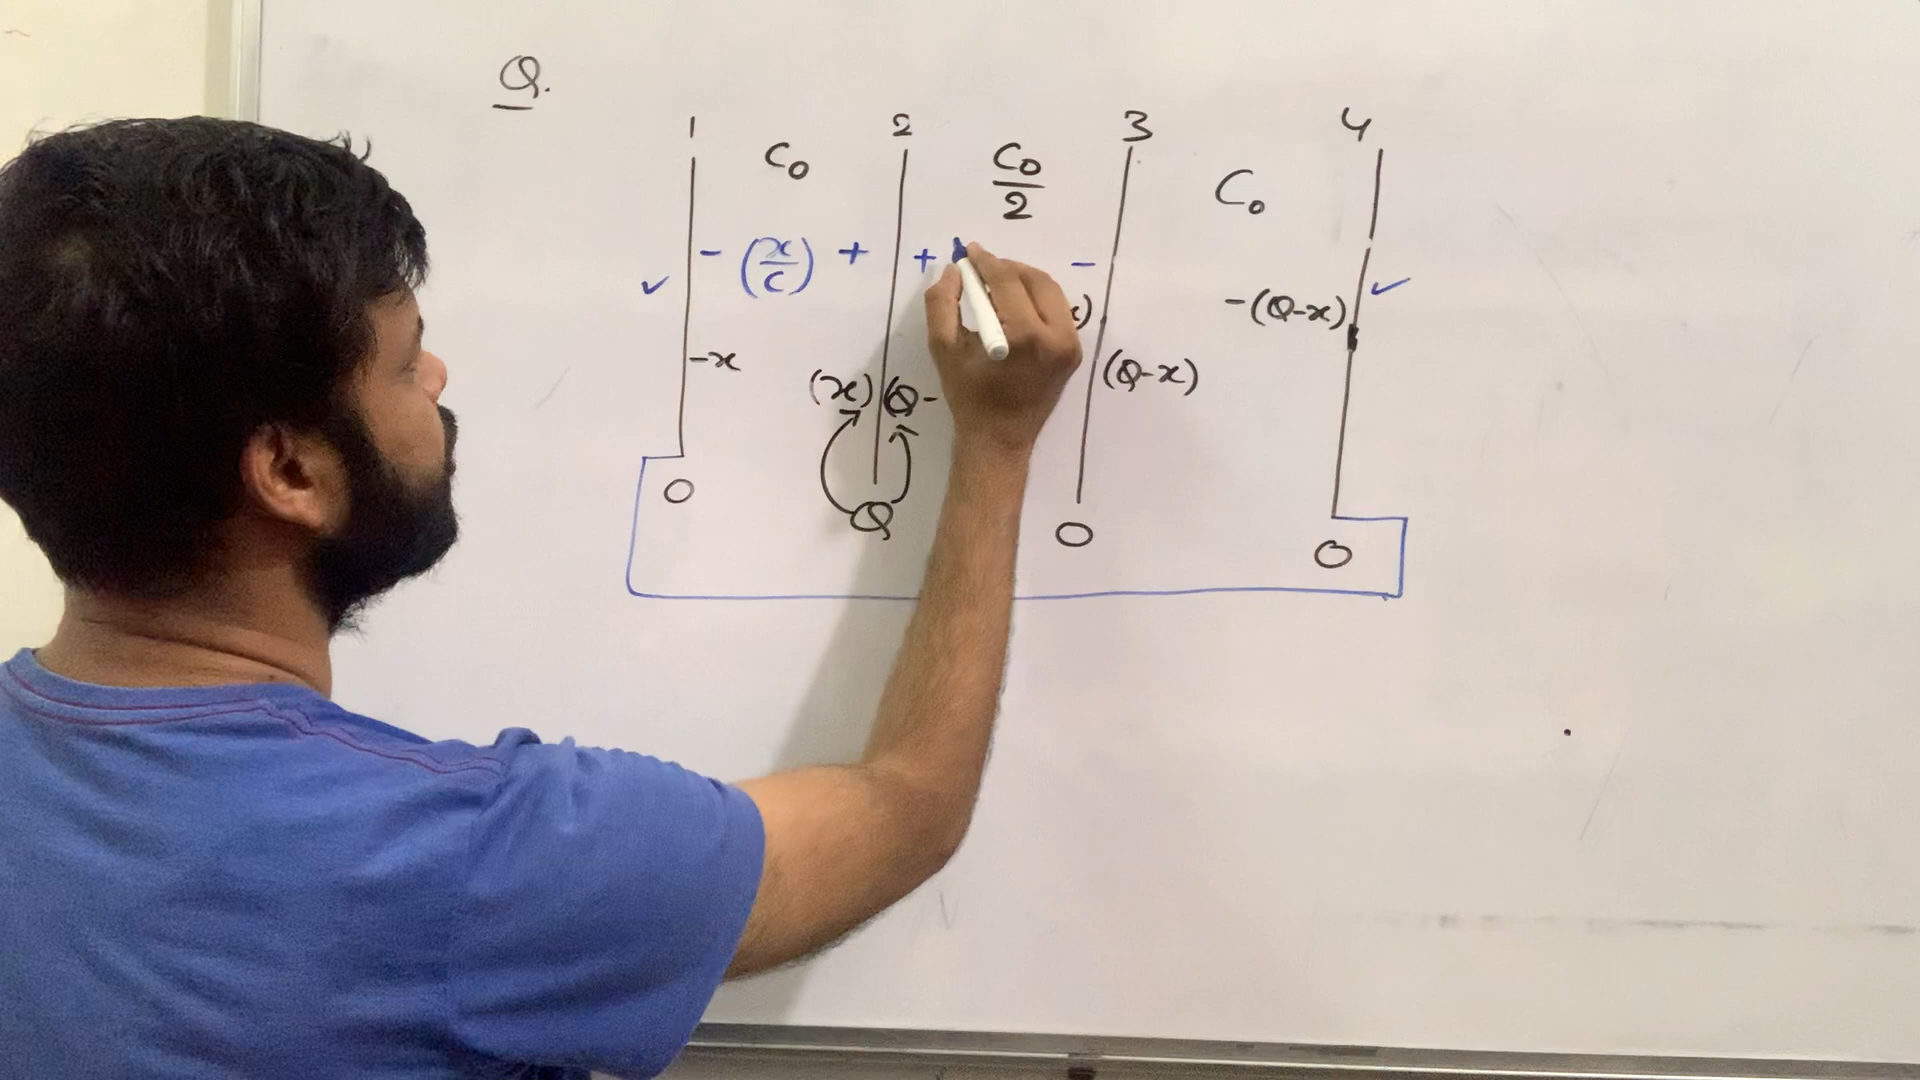 Q.
1 2 3 4
C₀ C₀/2 C₀
- (x/c) + + -
-(Q-x)
-x (x) (Q- x) (Q-x)
0 Q 0 0